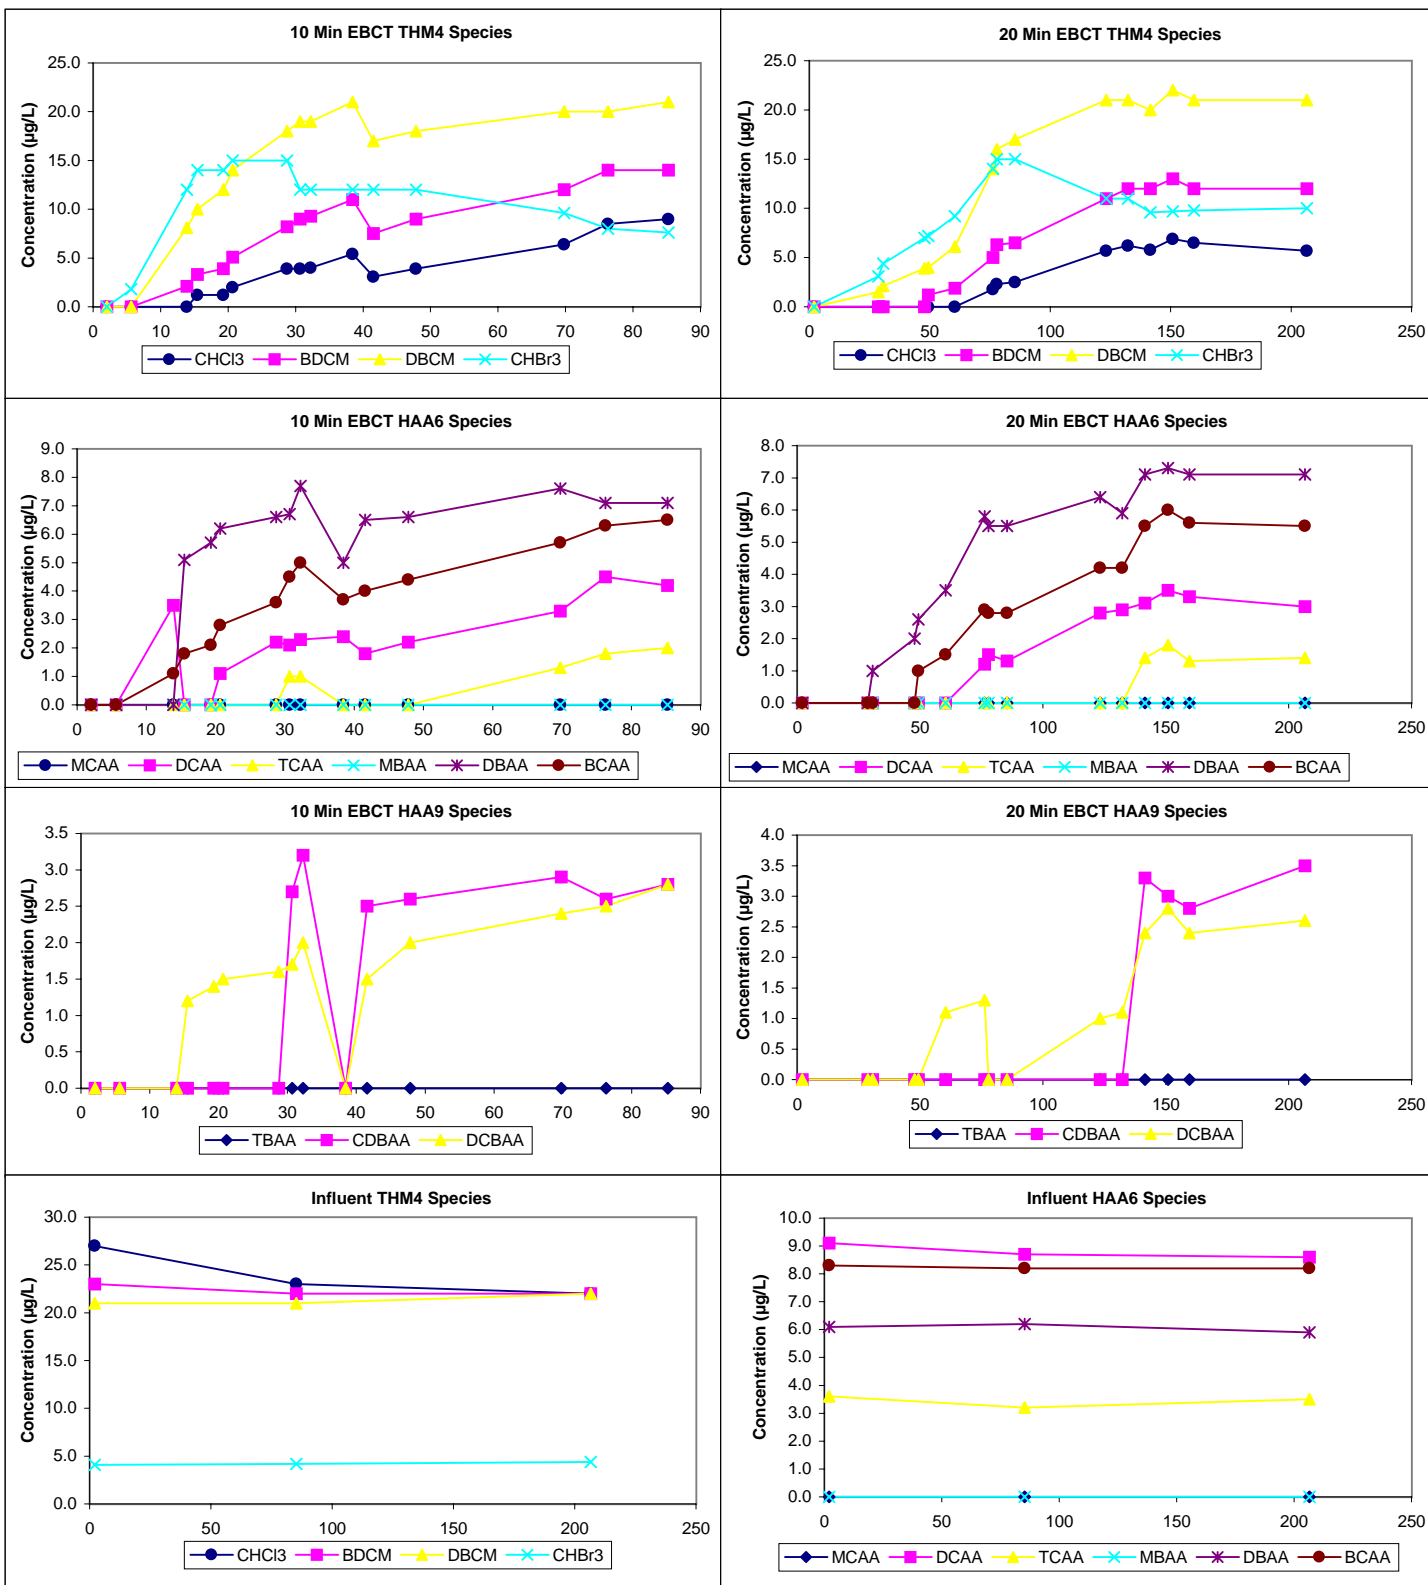 10 Min EBCT THM4 Species
Concentration (µg/L)
25.0
20.0
15.0
10.0
5.0
0.0
0 10 20 30 40 50 60 70 80 90
CHCl3 BDCM DBCM CHBr3
20 Min EBCT THM4 Species
Concentration (µg/L)
25.0
20.0
15.0
10.0
5.0
0.0
0 50 100 150 200 250
CHCl3 BDCM DBCM CHBr3
10 Min EBCT HAA6 Species
Concentration (µg/L)
9.0
8.0
7.0
6.0
5.0
4.0
3.0
2.0
1.0
0.0
0 10 20 30 40 50 60 70 80 90
MCAA DCAA TCAA MBAA DBAA BCAA
20 Min EBCT HAA6 Species
Concentration (µg/L)
8.0
7.0
6.0
5.0
4.0
3.0
2.0
1.0
0.0
0 50 100 150 200 250
MCAA DCAA TCAA MBAA DBAA BCAA
10 Min EBCT HAA9 Species
Concentration (µg/L)
3.5
3.0
2.5
2.0
1.5
1.0
0.5
0.0
0 10 20 30 40 50 60 70 80 90
TBAA CDBAA DCBAA
20 Min EBCT HAA9 Species
Concentration (µg/L)
4.0
3.5
3.0
2.5
2.0
1.5
1.0
0.5
0.0
0 50 100 150 200 250
TBAA CDBAA DCBAA
Influent THM4 Species
Concentration (µg/L)
30.0
25.0
20.0
15.0
10.0
5.0
0.0
0 50 100 150 200 250
CHCl3 BDCM DBCM CHBr3
Influent HAA6 Species
Concentration (µg/L)
10.0
9.0
8.0
7.0
6.0
5.0
4.0
3.0
2.0
1.0
0.0
0 50 100 150 200 250
MCAA DCAA TCAA MBAA DBAA BCAA